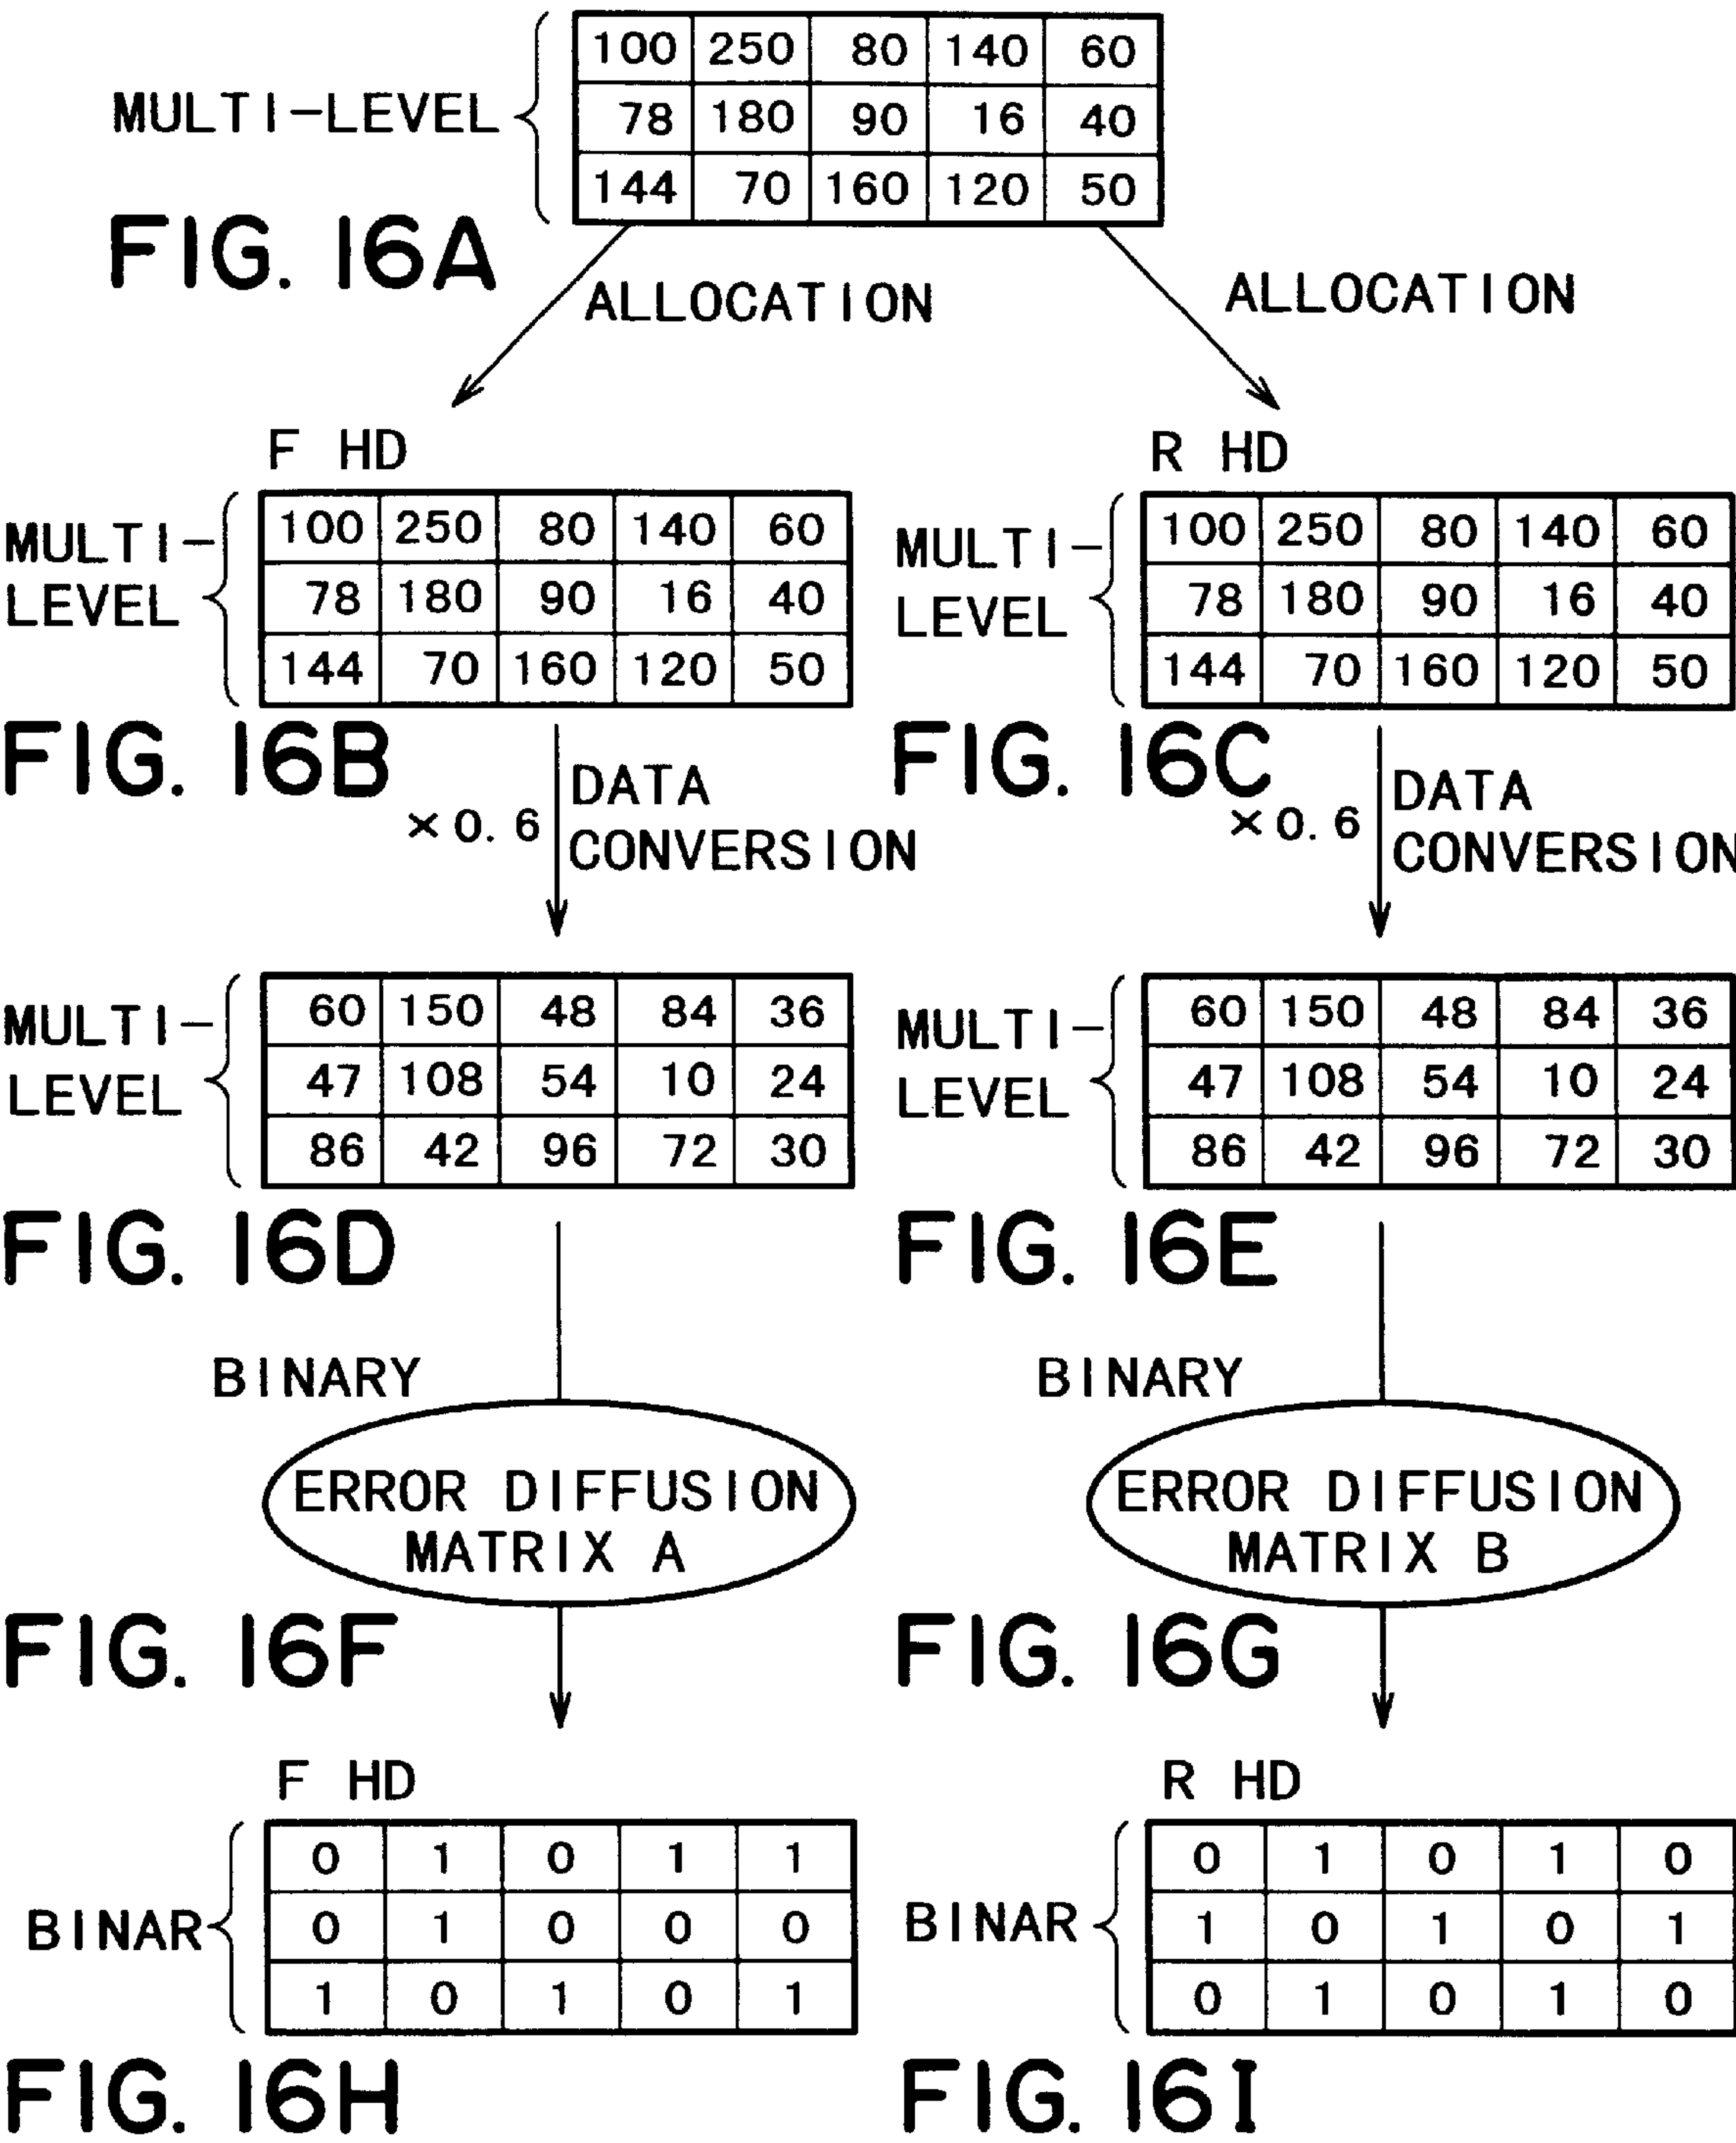 MULTI-LEVEL
100 250 80 140 60
78 180 90 16 40
144 70 160 120 50
FIG. 16A
ALLOCATION
ALLOCATION
F HD
MULTI-
LEVEL
100 250 80 140 60
78 180 90 16 40
144 70 160 120 50
FIG. 16B
R HD
MULTI-
LEVEL
100 250 80 140 60
78 180 90 16 40
144 70 160 120 50
FIG. 16C
×0.6
DATA
CONVERSION
×0.6
DATA
CONVERSION
MULTI-
LEVEL
60 150 48 84 36
47 108 54 10 24
86 42 96 72 30
FIG. 16D
MULTI-
LEVEL
60 150 48 84 36
47 108 54 10 24
86 42 96 72 30
FIG. 16E
BINARY
ERROR DIFFUSION
MATRIX A
FIG. 16F
BINARY
ERROR DIFFUSION
MATRIX B
FIG. 16G
F HD
BINAR
0 1 0 1 1
0 1 0 0 0
1 0 1 0 1
FIG. 16H
R HD
BINAR
0 1 0 1 0
1 0 1 0 1
0 1 0 1 0
FIG. 16I